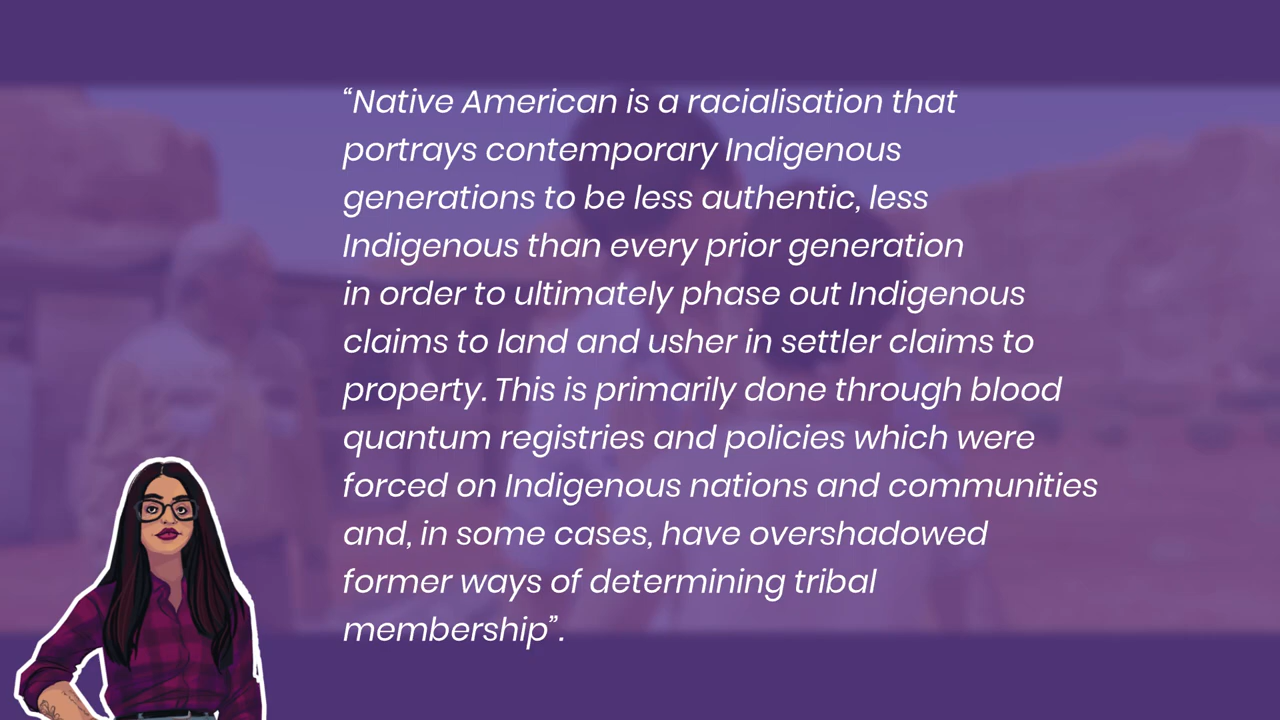 “Native American is a racialisation that
portrays contemporary Indigenous
generations to be less authentic, less
Indigenous than every prior generation
in order to ultimately phase out Indigenous
claims to land and usher in settler claims to
property. This is primarily done through blood
quantum registries and policies which were
forced on Indigenous nations and communities
and, in some cases, have overshadowed
former ways of determining tribal
membership”.